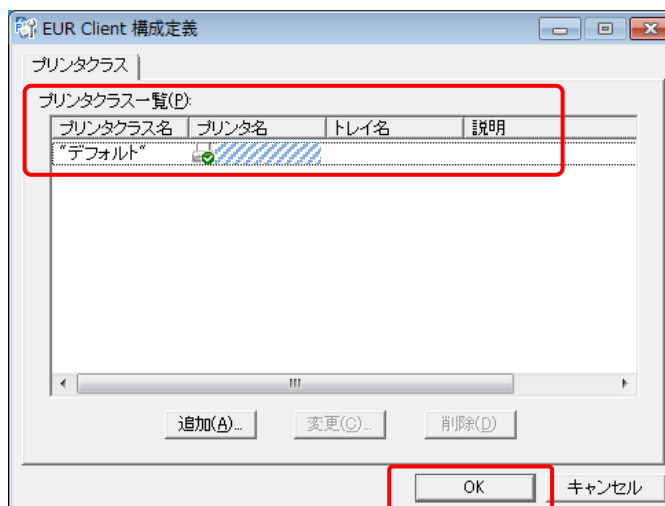 EUR Client 構成定義
プリンタクラス
プリンタクラス一覧(P):
プリンタクラス名 プリンタ名 トレイ名 説明
"デフォルト"
追加(A)... 変更(C)... 削除(D)
OK キャンセル